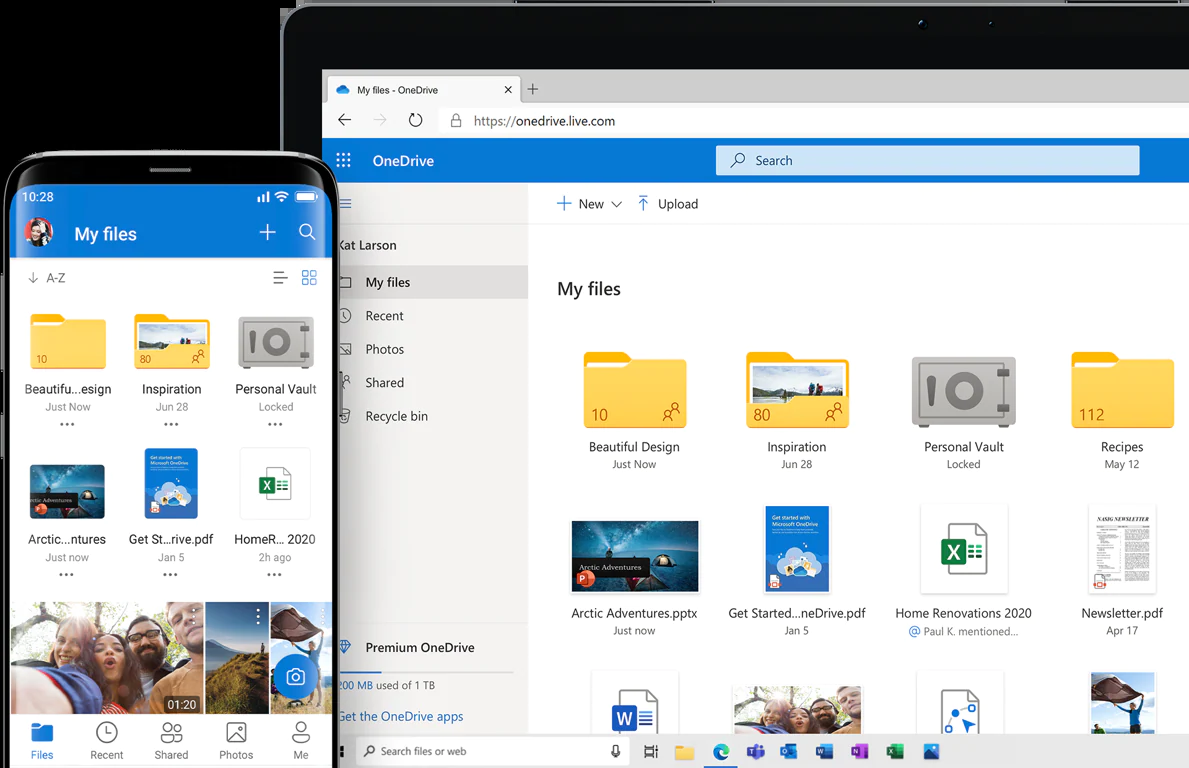 10:28
My files
A-Z
10
Beautifu...esign
Just Now
80
Inspiration
Jun 28
Personal Vault
Locked
Arctic Adventures
Arctic...ntures
Just now
Get started with
Microsoft OneDrive
Get St...rive.pdf
Jan 5
HomeR... 2020
2h ago
01:20
Files
Recent
Shared
Photos
Me
My files - OneDrive
https://onedrive.live.com
OneDrive
Search
New
Upload
Kat Larson
My files
Recent
Photos
Shared
Recycle bin
Premium OneDrive
200 MB used of 1 TB
Get the OneDrive apps
My files
10
Beautiful Design
Just Now
80
Inspiration
Jun 28
Personal Vault
Locked
112
Recipes
May 12
Arctic Adventures
Arctic Adventures.pptx
Just now
Get started with
Microsoft OneDrive
Get Started...neDrive.pdf
Jan 5
Home Renovations 2020
@ Paul K. mentioned...
NASIG NEWSLETTER
Newsletter.pdf
Apr 17
W
Search files or web